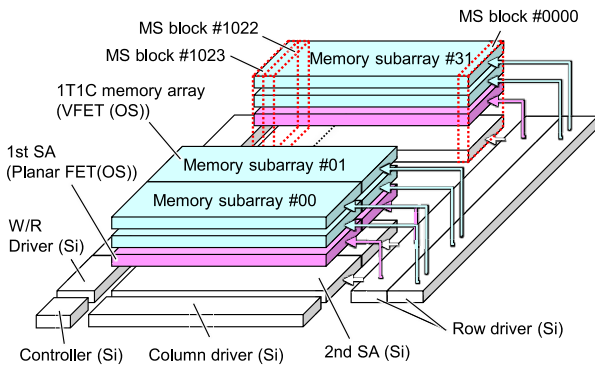 MS block #1022
MS block #0000
MS block #1023
Memory subarray #31
1T1C memory array
(VFET (OS))
1st SA
(Planar FET(OS))
Memory subarray #01
Memory subarray #00
W/R
Driver (Si)
Controller (Si)
Column driver (Si)
2nd SA (Si)
Row driver (Si)